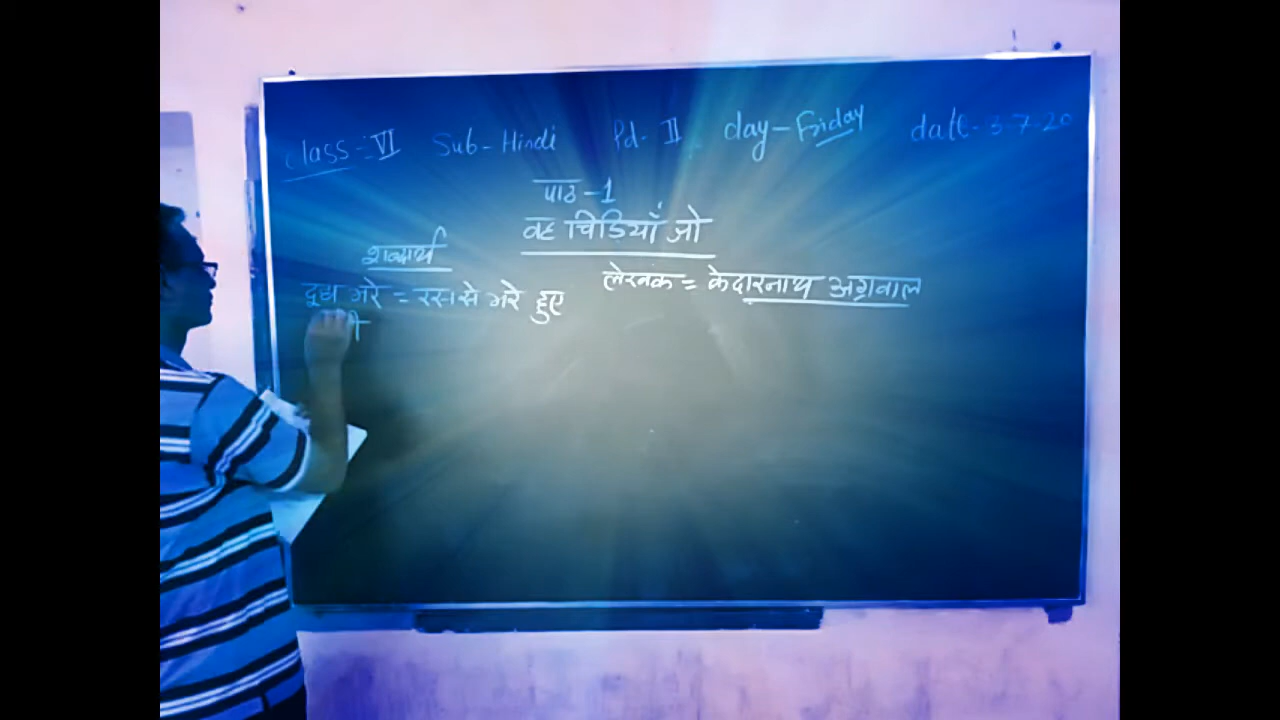 class-VI Sub-Hindi Pd-II day-Friday date-3-7-20
पाठ-1
वह चिडियाँ जो
शब्दार्थ
लेखक = केदारनाथ अग्रवाल
दूध भरे = रस से भरे हुए